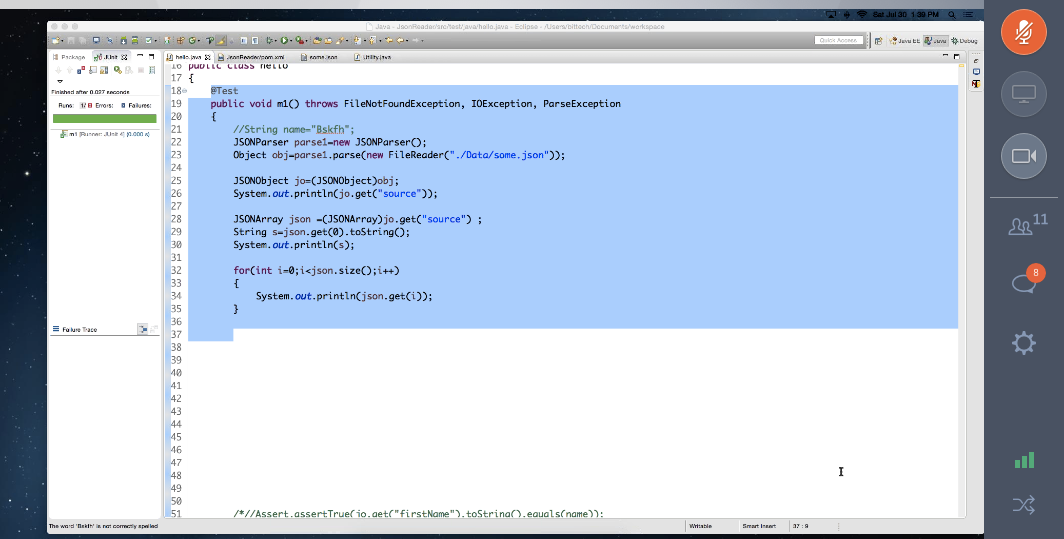 Sat Jul 30 1:39 PM
Java - JsonReader/src/test/java/hello.java - Eclipse - /Users/bittech/Documents/workspace
Quick Access
Java EE
Java
Debug
Package
JUnit
hello.java
JsonReader/pom.xml
some.json
Utility.java
Finished after 0.027 seconds
Runs: 1/ Errors: 0 Failures:
m1 [Runner: JUnit 4] (0.000 s)
Failure Trace
16 public class hello
17 {
18 @Test
19 public void m1() throws FileNotFoundException, IOException, ParseException
20 {
21 //String name="Bskfh";
22 JSONParser parse1=new JSONParser();
23 Object obj=parse1.parse(new FileReader("./Data/some.json"));
24
25 JSONObject jo=(JSONObject)obj;
26 System.out.println(jo.get("source"));
27
28 JSONArray json =(JSONArray)jo.get("source") ;
29 String s=json.get(0).toString();
30 System.out.println(s);
31
32 for(int i=0;i<json.size();i++)
33 {
34 System.out.println(json.get(i));
35 }
36
37
38
39
40
41
42
43
44
45
46
47
48
49
50
51 /*//Assert.assertTrue(jo.get("firstName").toString().equals(name));
The word 'Bskfh' is not correctly spelled
Writable
Smart Insert
37 : 9
11
8